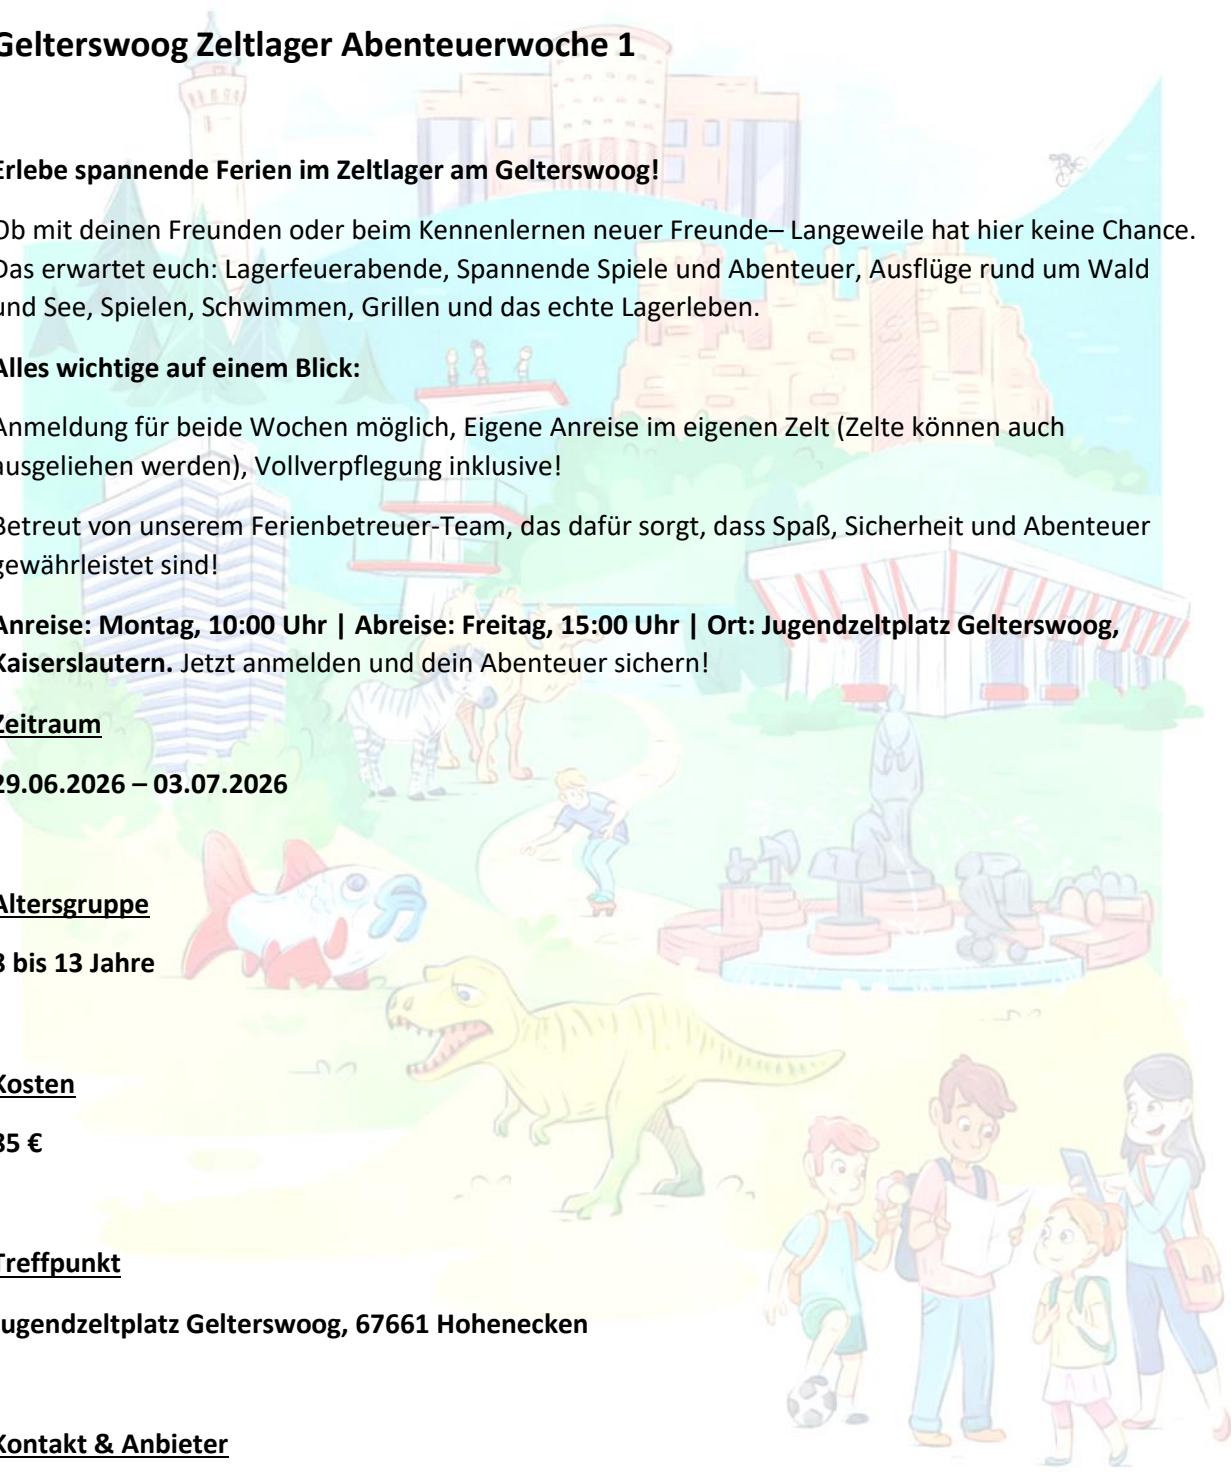 Gelterswoog Zeltlager Abenteuerwoche 1
Erlebe spannende Ferien im Zeltlager am Gelterswoog!
Ob mit deinen Freunden oder beim Kennenlernen neuer Freunde– Langeweile hat hier keine Chance.
Das erwartet euch: Lagerfeuerabende, Spannende Spiele und Abenteuer, Ausflüge rund um Wald
und See, Spielen, Schwimmen, Grillen und das echte Lagerleben.
Alles wichtige auf einem Blick:
Anmeldung für beide Wochen möglich, Eigene Anreise im eigenen Zelt (Zelte können auch
ausgeliehen werden), Vollverpflegung inklusive!
Betreut von unserem Ferienbetreuer-Team, das dafür sorgt, dass Spaß, Sicherheit und Abenteuer
gewährleistet sind!
Anreise: Montag, 10:00 Uhr | Abreise: Freitag, 15:00 Uhr | Ort: Jugendzeltplatz Gelterswoog,
Kaiserslautern. Jetzt anmelden und dein Abenteuer sichern!
Zeitraum
29.06.2026 – 03.07.2026
Altersgruppe
8 bis 13 Jahre
Kosten
85 €
Treffpunkt
Jugendzeltplatz Gelterswoog, 67661 Hohenecken
Kontakt & Anbieter